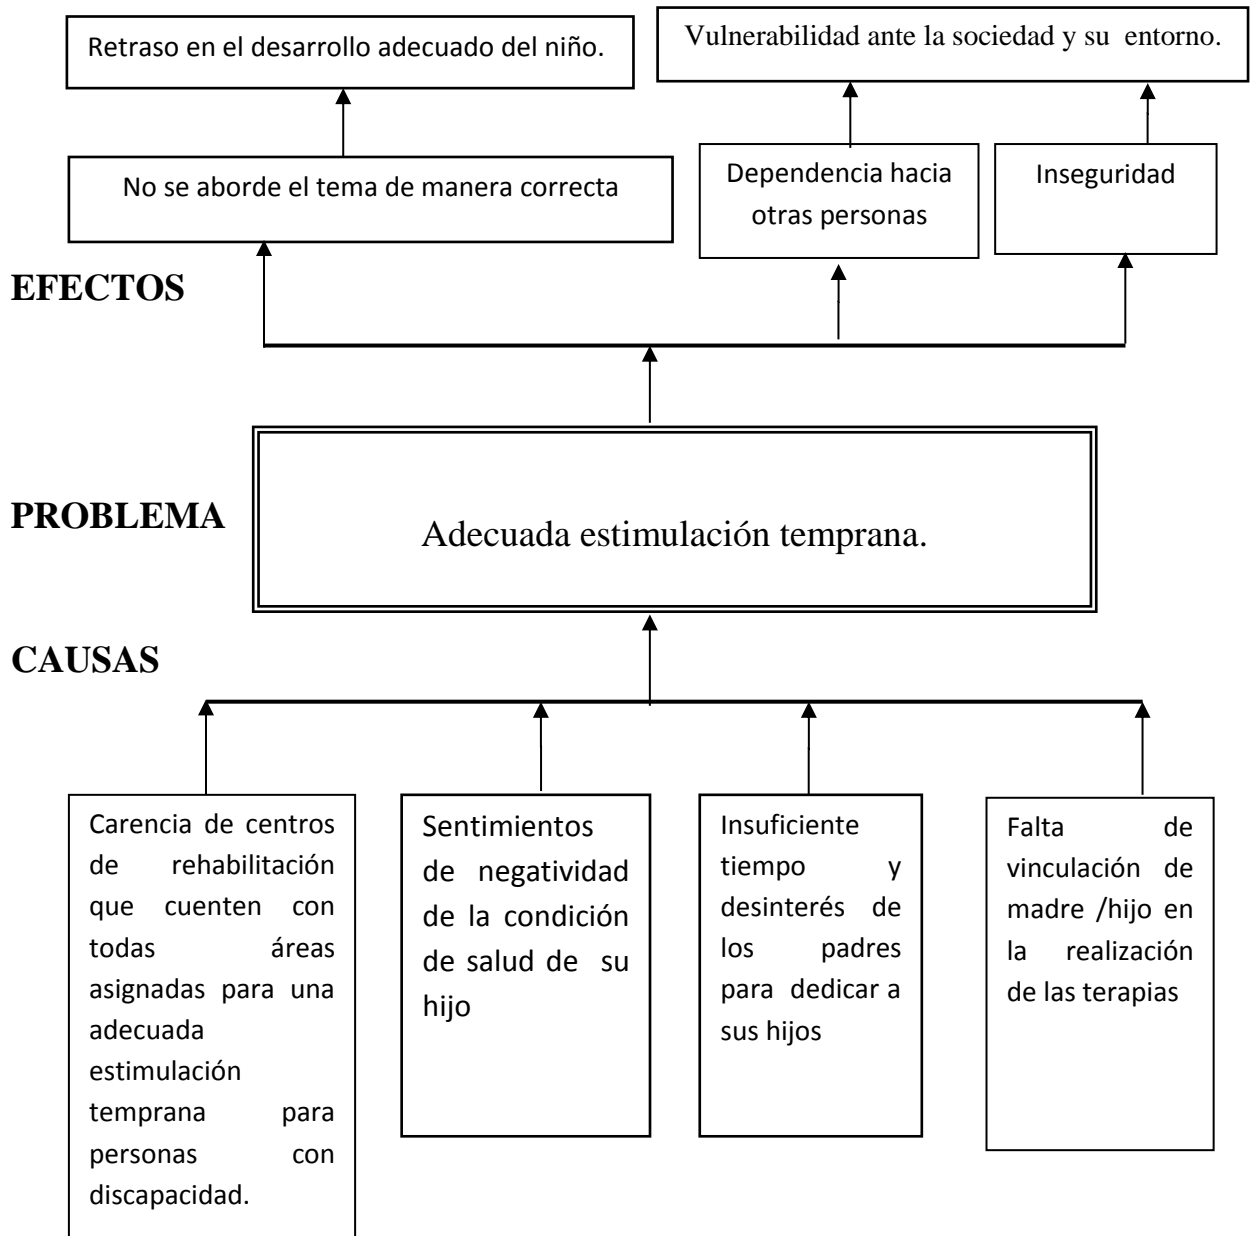 Retraso en el desarrollo adecuado del niño.
Vulnerabilidad ante la sociedad y su entorno.
No se aborde el tema de manera correcta
Dependencia hacia
otras personas
Inseguridad
EFECTOS
PROBLEMA
Adecuada estimulación temprana.
CAUSAS
Carencia de centros
de rehabilitación
que cuenten con
todas áreas
asignadas para una
adecuada
estimulación
temprana para
personas con
discapacidad.
Sentimientos
de negatividad
de la condición
de salud de su
hijo
Insuficiente
tiempo y
desinterés de
los padres
para dedicar a
sus hijos
Falta de
vinculación de
madre /hijo en
la realización
de las terapias